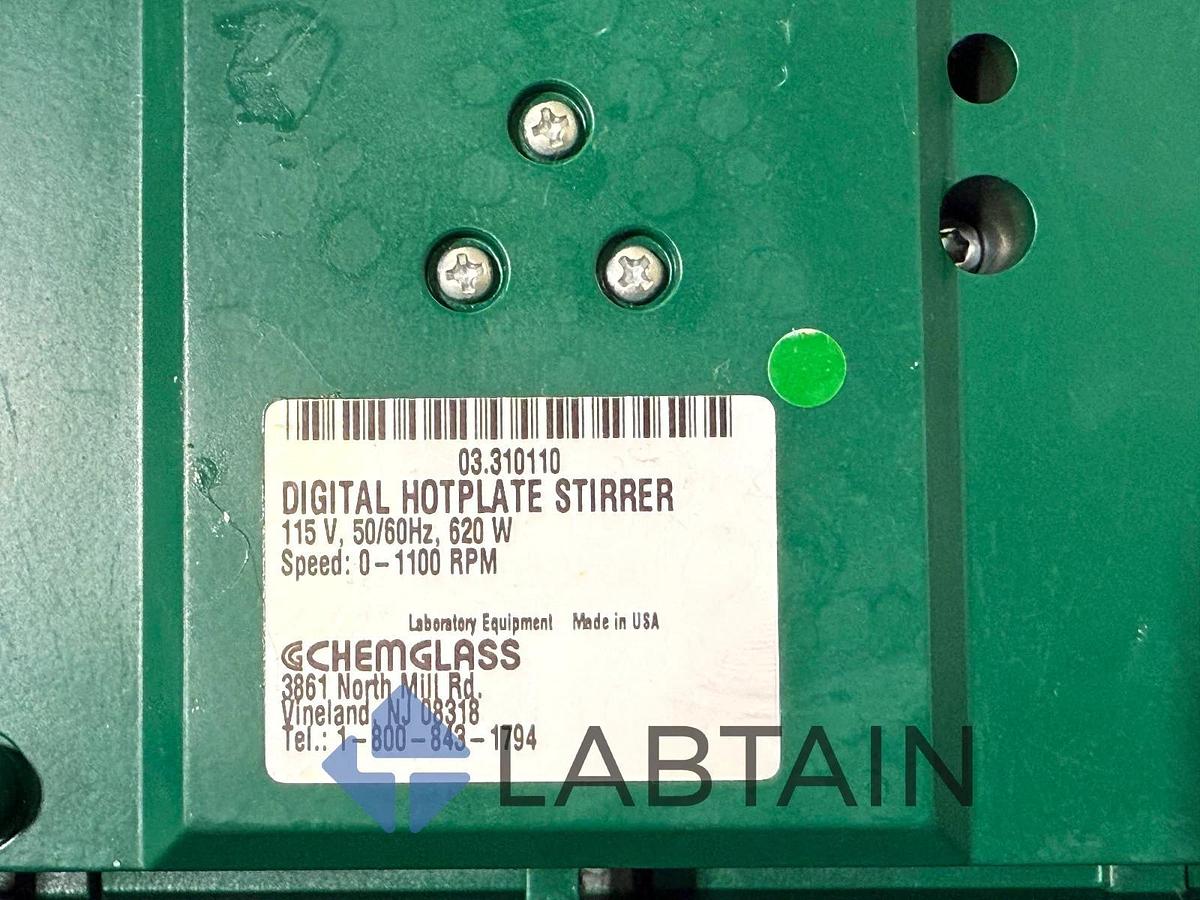 03.310110
DIGITAL HOTPLATE STIRRER
115 V, 50/60Hz, 620 W
Speed: 0-1100 RPM
Laboratory Equipment Made in USA
GCHEMGLASS
3861 North Mill Rd.
Vineland, NJ 08318
Tel.: 1-800-843-1794
LABTAIN